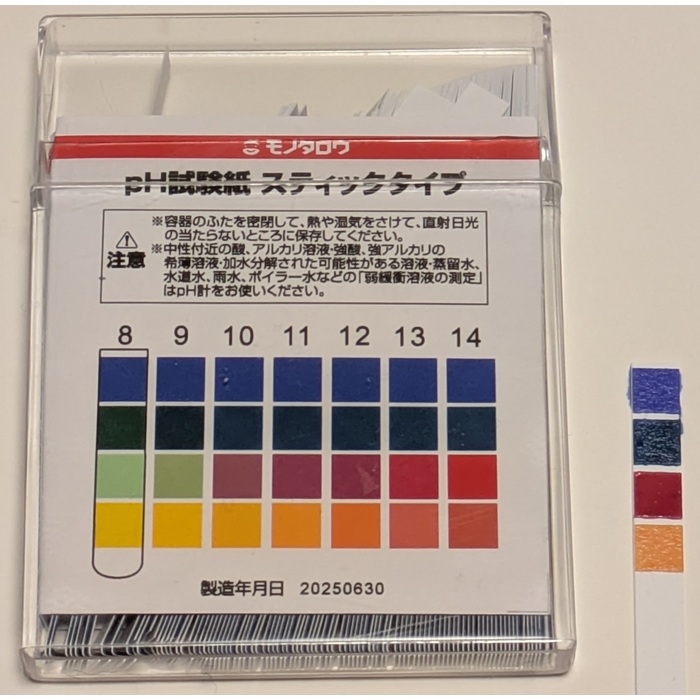 モノタロウ
pH試験紙 スティックタイプ
注意
※容器のふたを密閉して、熱や湿気をさけて、直射日光
の当たらないところに保存してください。
※中性付近の酸、アルカリ溶液・強酸、強アルカリの
希薄溶液・加水分解された可能性がある溶液・蒸留水、
水道水、雨水、ボイラー水などの「弱緩衝溶液の測定」
はpH計をお使いください。
8 9 10 11 12 13 14
製造年月日 20250630